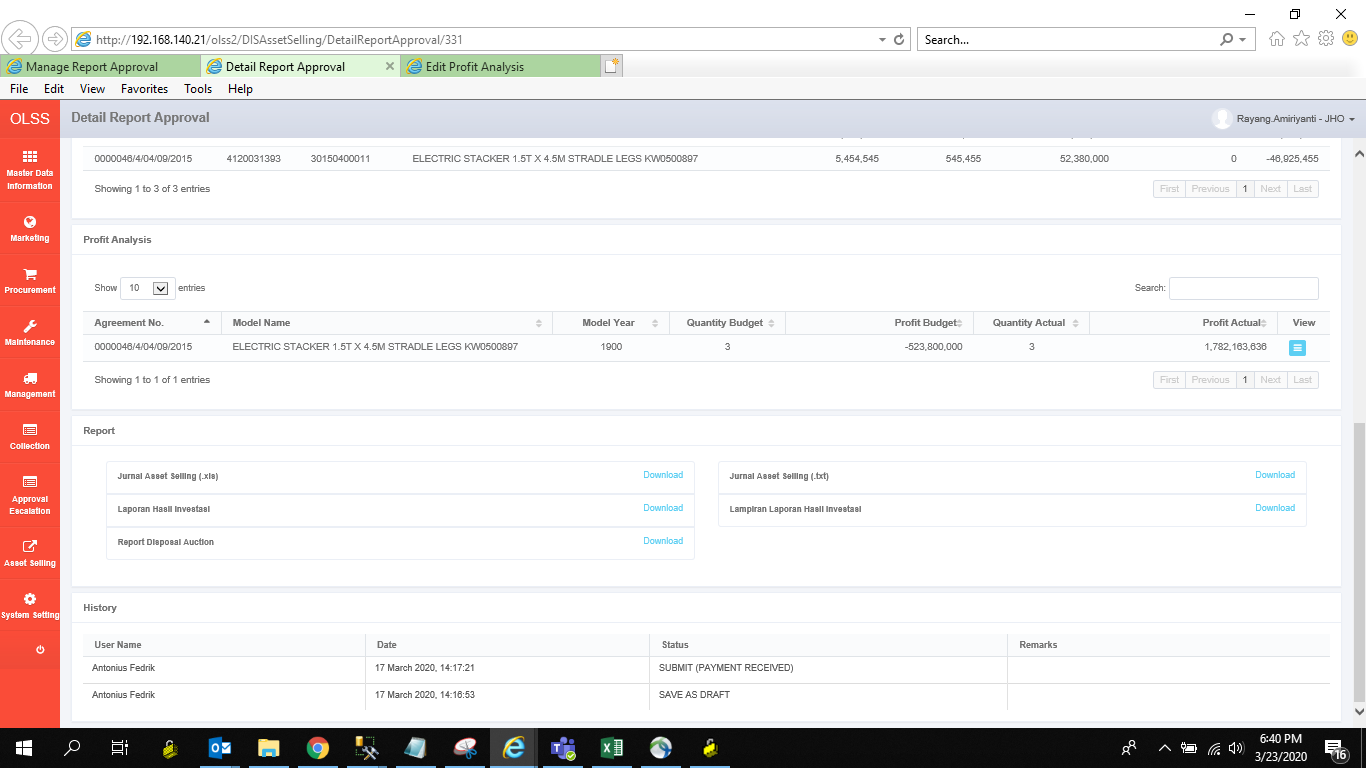 http://192.168.140.21/olss2/DISAssetSelling/DetailReportApproval/331
Search...
Manage Report Approval
Detail Report Approval
Edit Profit Analysis
File Edit View Favorites Tools Help
OLSS
Detail Report Approval
Rayang.Amiriyanti - JHO
Master Data Information
Marketing
Procurement
Maintenance
Management
Collection
Approval Escalation
Asset Selling
System Setting
0000046/4/04/09/2015 4120031393 30150400011 ELECTRIC STACKER 1.5T X 4.5M STRADLE LEGS KW0500897 5,454,545 545,455 52,380,000 0 -46,925,455
Showing 1 to 3 of 3 entries
First Previous 1 Next Last
Profit Analysis
Show 10 entries
Search:
Agreement No. Model Name Model Year Quantity Budget Profit Budget Quantity Actual Profit Actual View
0000046/4/04/09/2015 ELECTRIC STACKER 1.5T X 4.5M STRADLE LEGS KW0500897 1900 3 -523,800,000 3 1,782,163,636
Showing 1 to 1 of 1 entries
First Previous 1 Next Last
Report
Jurnal Asset Selling (.xls) Download
Jurnal Asset Selling (.txt) Download
Laporan Hasil Investasi Download
Lampiran Laporan Hasil Investasi Download
Report Disposal Auction Download
History
User Name Date Status Remarks
Antonius Fedrik 17 March 2020, 14:17:21 SUBMIT (PAYMENT RECEIVED)
Antonius Fedrik 17 March 2020, 14:16:53 SAVE AS DRAFT
6:40 PM
3/23/2020
16